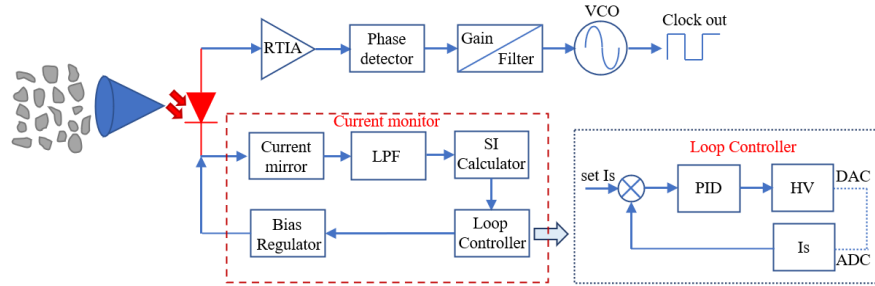 VCO
RTIA
Phase
detector
Gain
Filter
Clock out
Current monitor
Current
mirror
LPF
SI
Calculator
Bias
Regulator
Loop
Controller
Loop Controller
set Is
PID
HV
DAC
Is
ADC